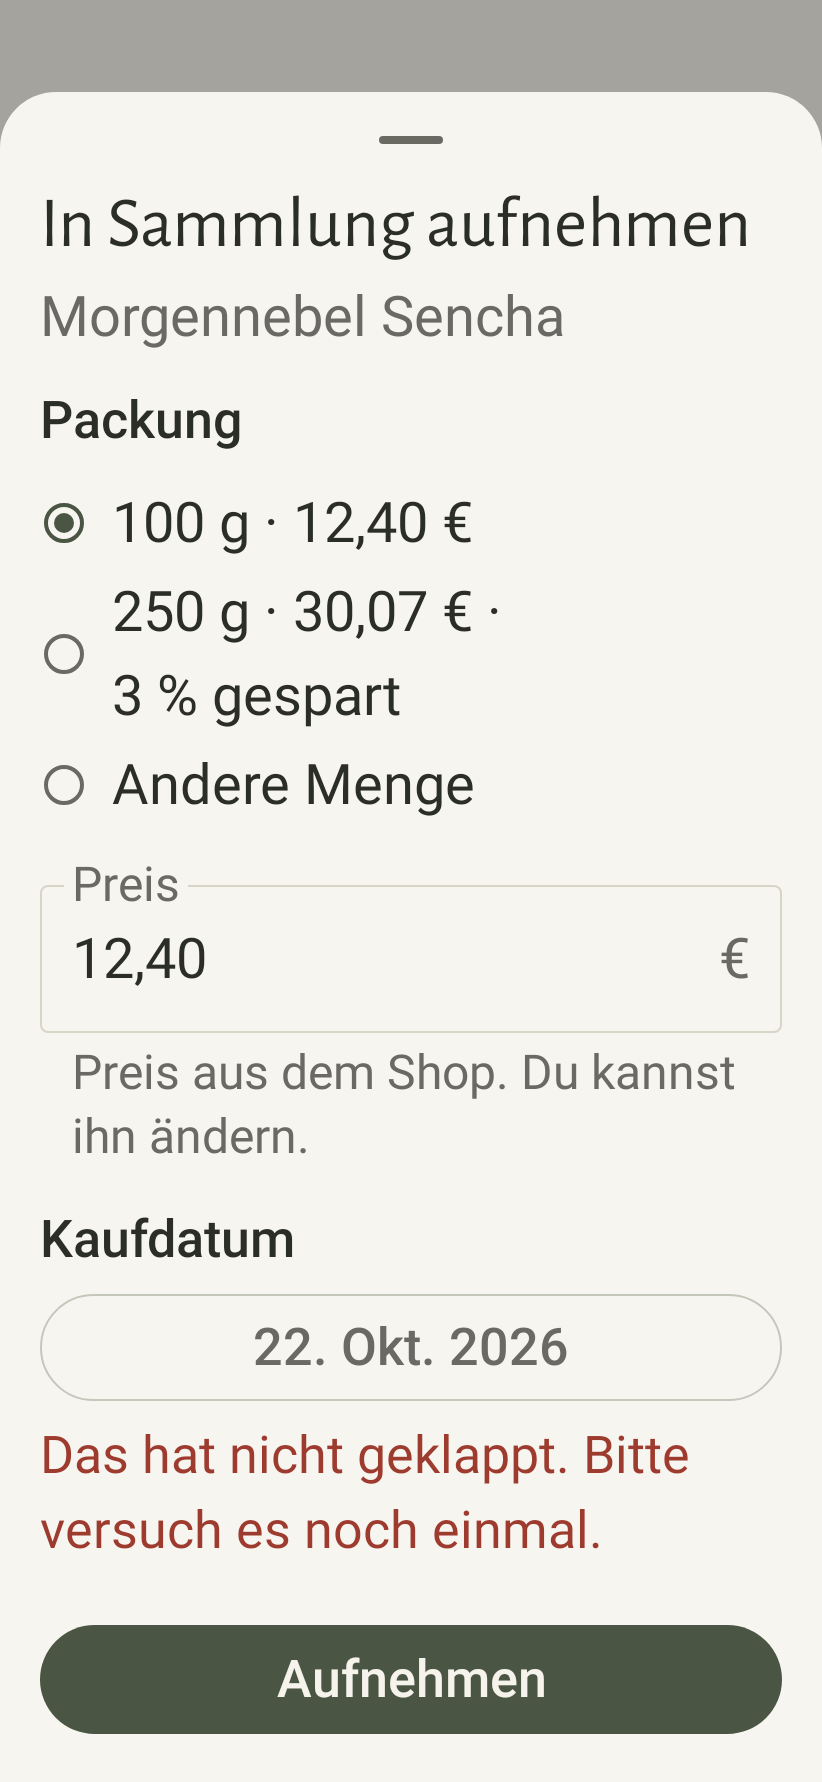 In Sammlung aufnehmen
Morgennebel Sencha
Packung
100 g · 12,40 €
250 g · 30,07 € ·
3 % gespart
Andere Menge
Preis
12,40 €
Preis aus dem Shop. Du kannst
ihn ändern.
Kaufdatum
22. Okt. 2026
Das hat nicht geklappt. Bitte
versuch es noch einmal.
Aufnehmen